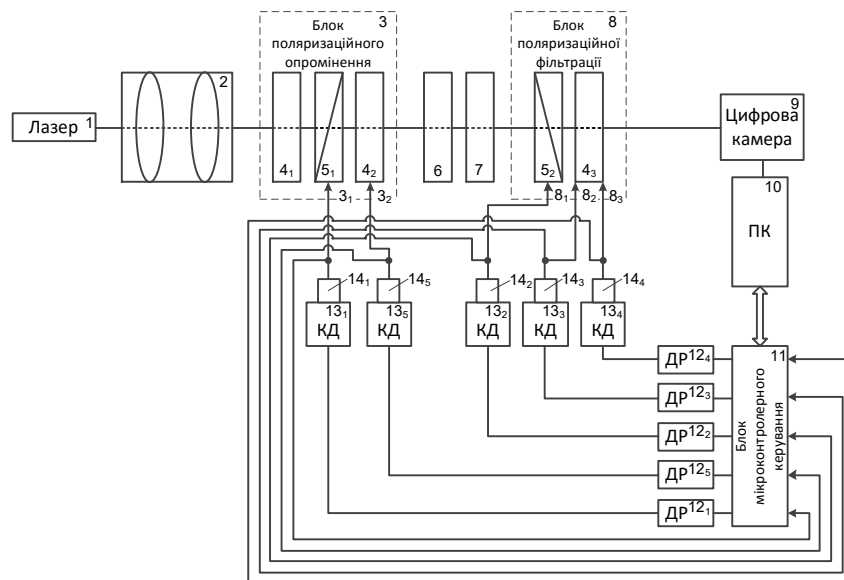 Блок
поляризаційного
опромінення
3
Блок
поляризаційної
фільтрації
8
Лазер 1
2
4₁
5₁
4₂
6
7
5₂
4₃
Цифрова 9
камера
3₁
3₂
8₁
8₂
8₃
10
ПК
14₁
14₅
14₂
14₃
14₄
13₁
КД
13₅
КД
13₂
КД
13₃
КД
13₄
КД
ДР 12₄
ДР 12₃
ДР 12₂
ДР 12₅
ДР 12₁
11
Блок
мікроконтролерного
керування